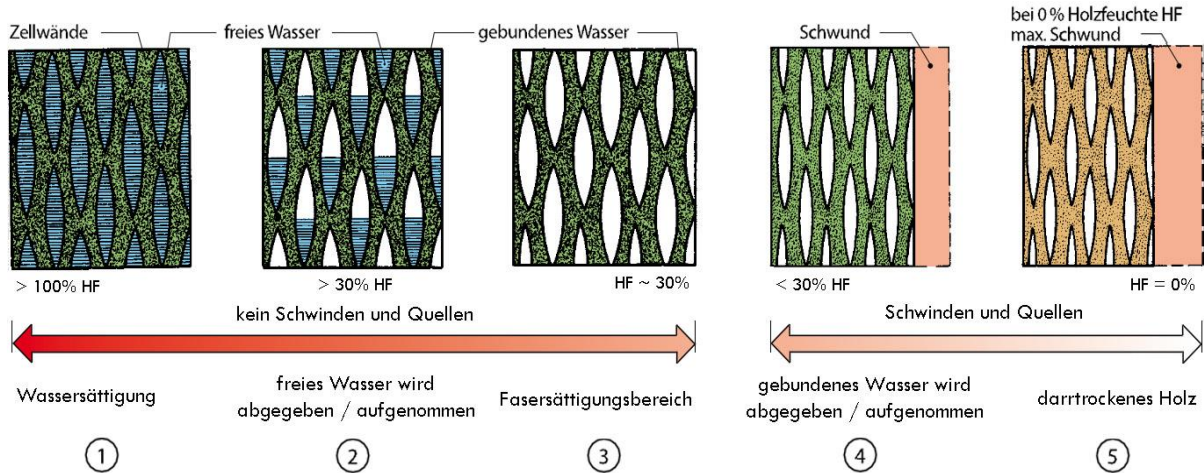 Zellwände
freies Wasser
gebundenes Wasser
Schwund
bei 0 % Holzfeuchte HF
max. Schwund
> 100% HF
> 30% HF
HF ~ 30%
< 30% HF
HF = 0%
kein Schwinden und Quellen
Schwinden und Quellen
Wassersättigung
freies Wasser wird
abgegeben / aufgenommen
Fasersättigungsbereich
gebundenes Wasser wird
abgegeben / aufgenommen
darrtrockenes Holz
1
2
3
4
5